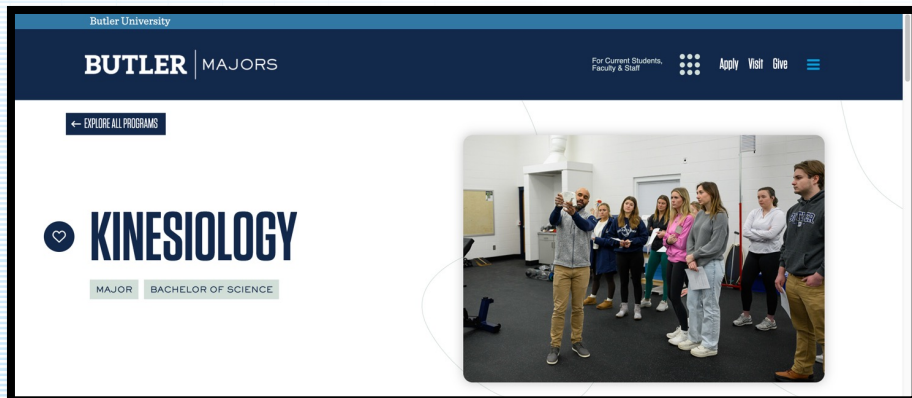 Butler University
BUTLER | MAJORS
For Current Students,
Faculty & Staff
Apply Visit Give
← EXPLORE ALL PROGRAMS
KINESIOLOGY
MAJOR BACHELOR OF SCIENCE
BUTLER